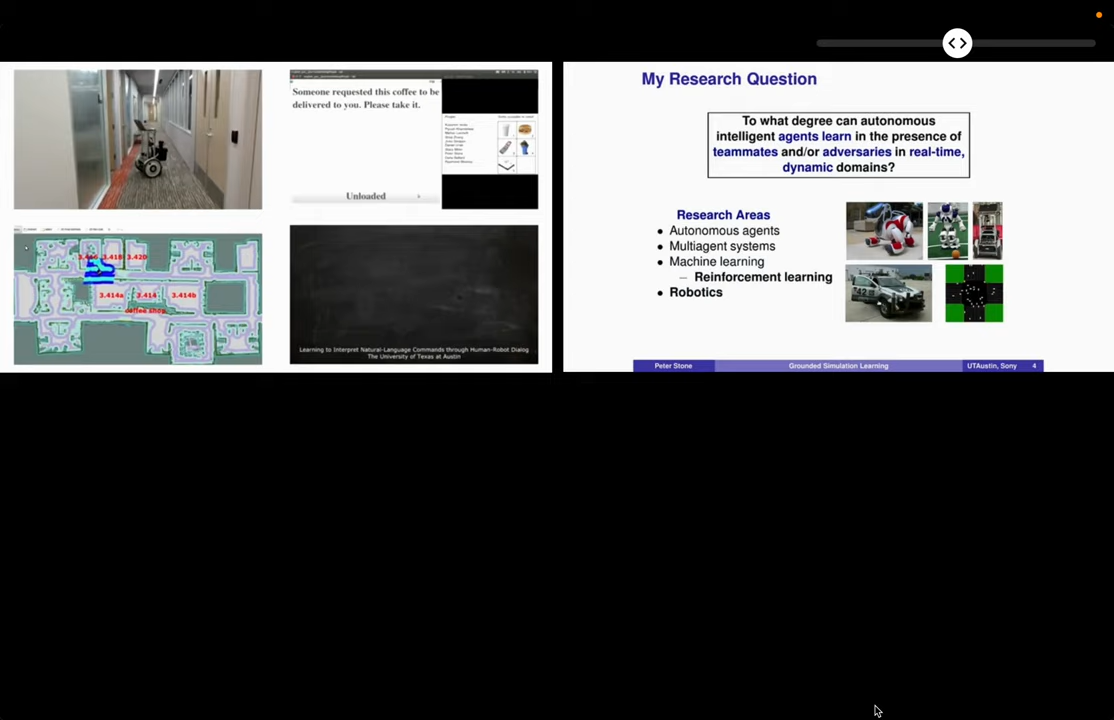 Someone requested this coffee to be
delivered to you. Please take it.
Unloaded
3.418 3.420
3.414a 3.414 3.414b
coffee shop
Learning to Interpret Natural-Language Commands through Human-Robot Dialog
The University of Texas at Austin
My Research Question
To what degree can autonomous
intelligent agents learn in the presence of
teammates and/or adversaries in real-time,
dynamic domains?
Research Areas
● Autonomous agents
● Multiagent systems
● Machine learning
– Reinforcement learning
● Robotics
Peter Stone
Grounded Simulation Learning
UTAustin, Sony 4